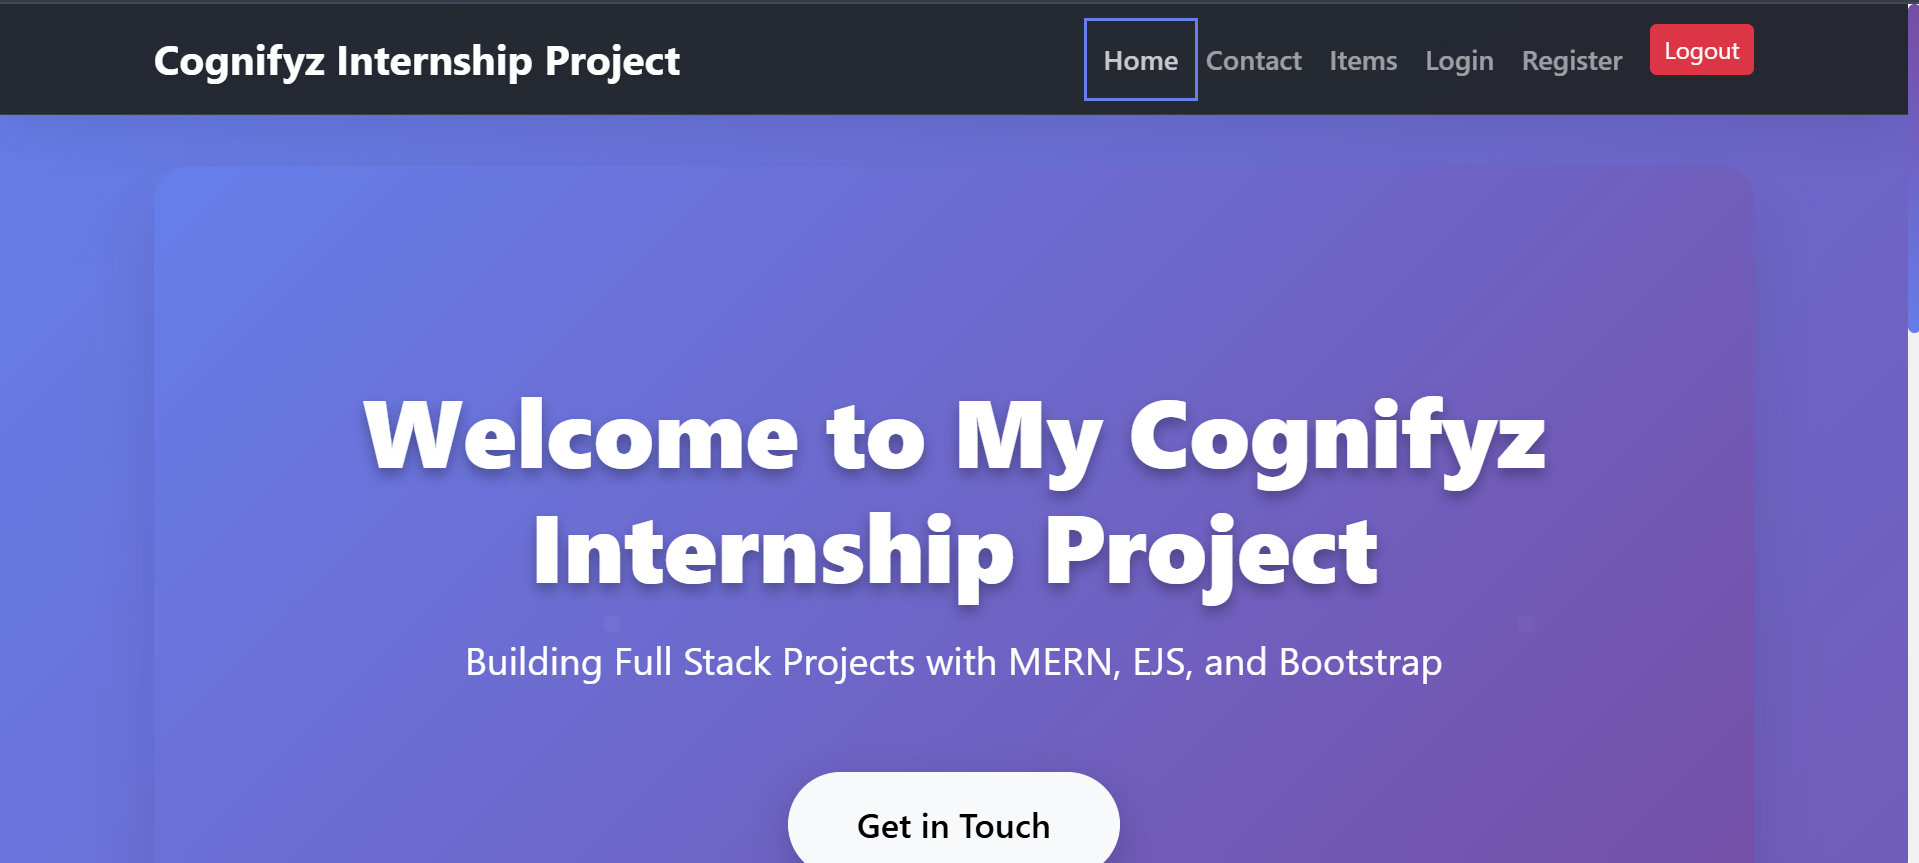 Cognifyz Internship Project
Home Contact Items Login Register Logout
Welcome to My Cognifyz
Internship Project
Building Full Stack Projects with MERN, EJS, and Bootstrap
Get in Touch